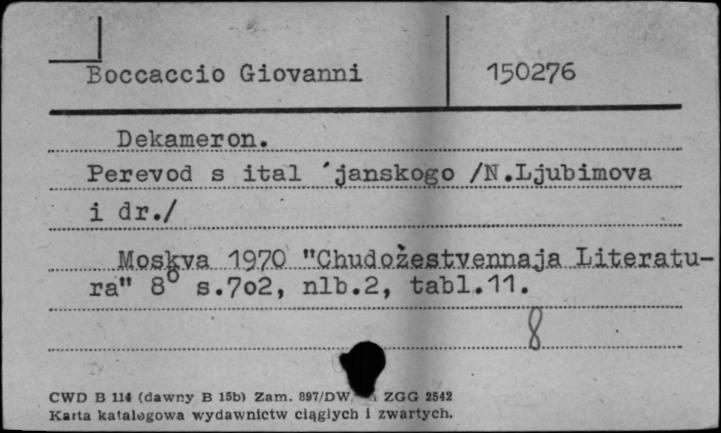 Boccaccio Giovanni 150276
Dekameron.
Perevod s ital ´janskogo /N.Ljubimova
i dr./
Moskva 1970 "Chudožestvennaja Literatu-
ra" 8° s.7o2, nlb.2, tabl.11.
8
CWD B 114 (dawny B 15b) Zam. 897/DW, ZGG 2542
Karta katalogowa wydawnictw ciągłych i zwartych.